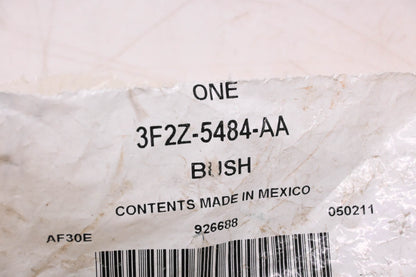 ONE
3F2Z-5484-AA
BUSH
CONTENTS MADE IN MEXICO
AF30E 926688 050211